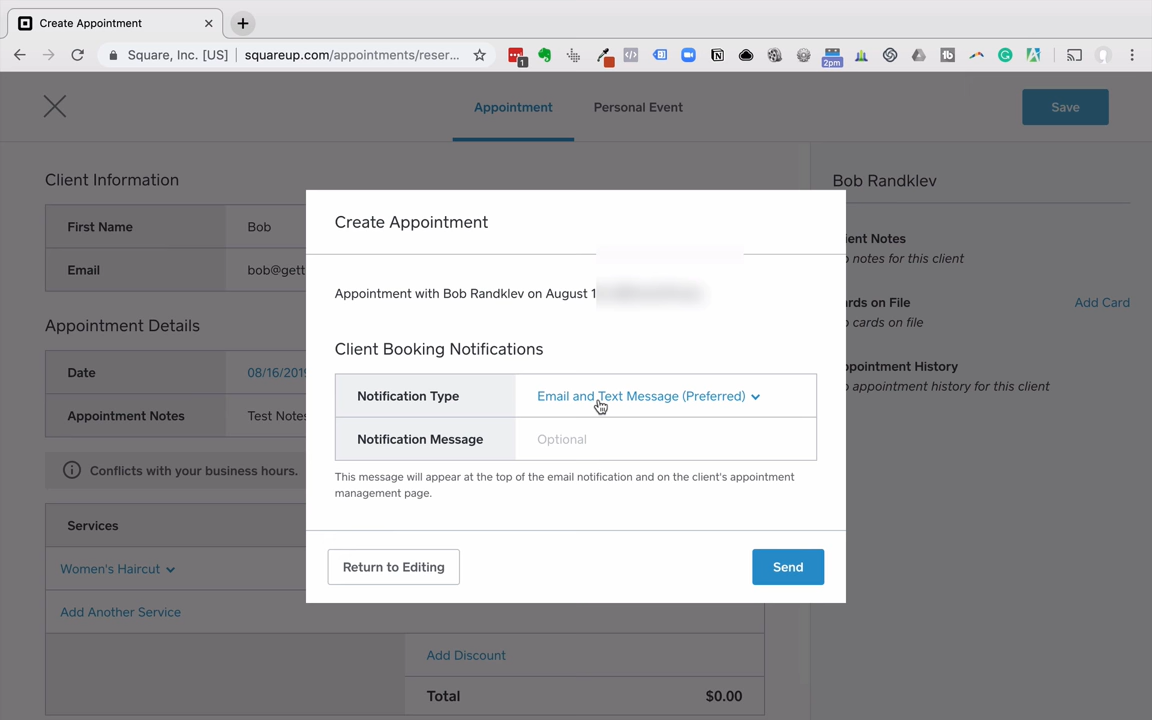 Create Appointment
Square, Inc. [US] squareup.com/appointments/reser...
1
2pm
Appointment Personal Event Save
Client Information
First Name Bob
Email bob@gett
Appointment Details
Date 08/16/2019
Appointment Notes Test Notes
Conflicts with your business hours.
Services
Women's Haircut
Add Another Service
Add Discount
Total $0.00
Create Appointment
Appointment with Bob Randklev on August 1
Client Booking Notifications
Notification Type Email and Text Message (Preferred)
Notification Message Optional
This message will appear at the top of the email notification and on the client's appointment
management page.
Return to Editing Send
Bob Randklev
ient Notes
notes for this client
ards on File Add Card
cards on file
ppointment History
appointment history for this client